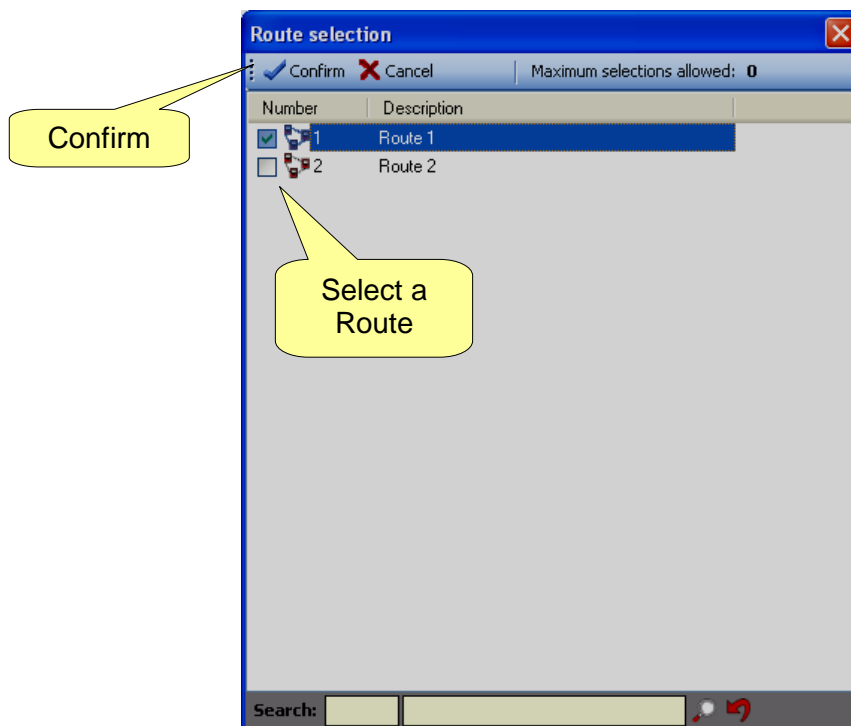 Route selection
Confirm Cancel Maximum selections allowed: 0
Number Description
1 Route 1
2 Route 2
Confirm
Select a
Route
Search: